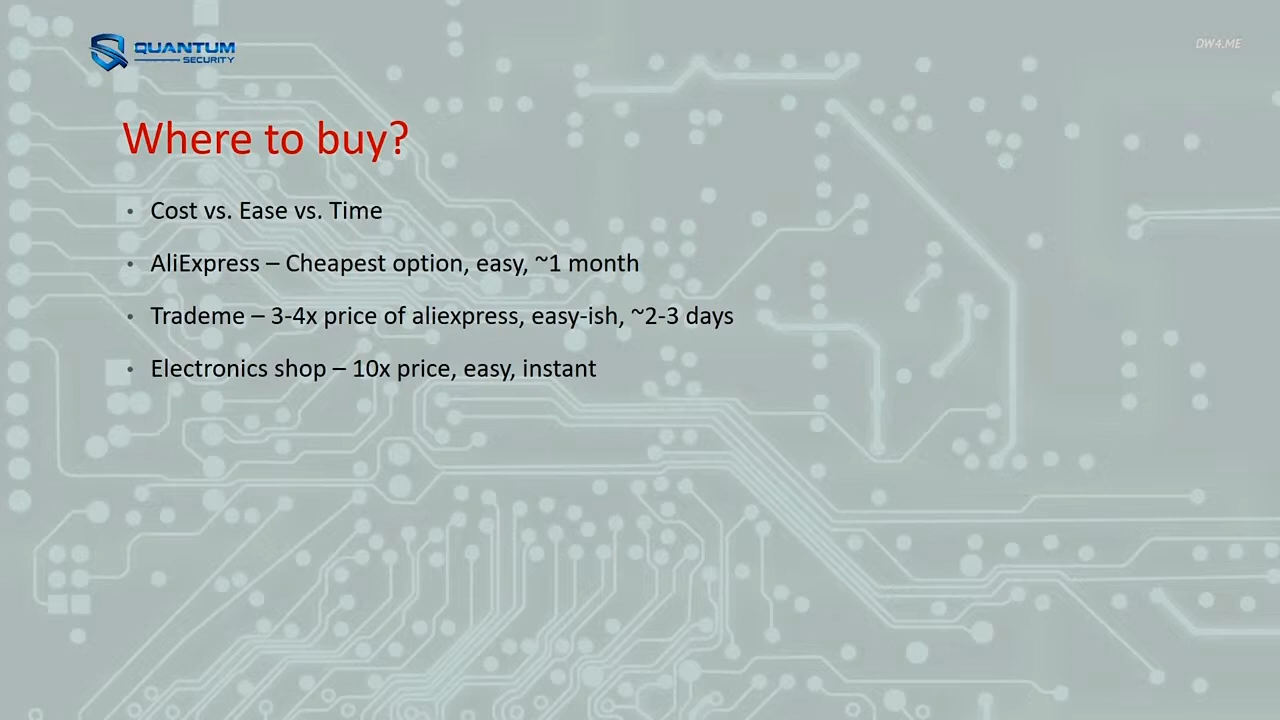 QUANTUM
SECURITY
DW4.ME
Where to buy?
• Cost vs. Ease vs. Time
• AliExpress – Cheapest option, easy, ~1 month
• Trademe – 3-4x price of aliexpress, easy-ish, ~2-3 days
• Electronics shop – 10x price, easy, instant